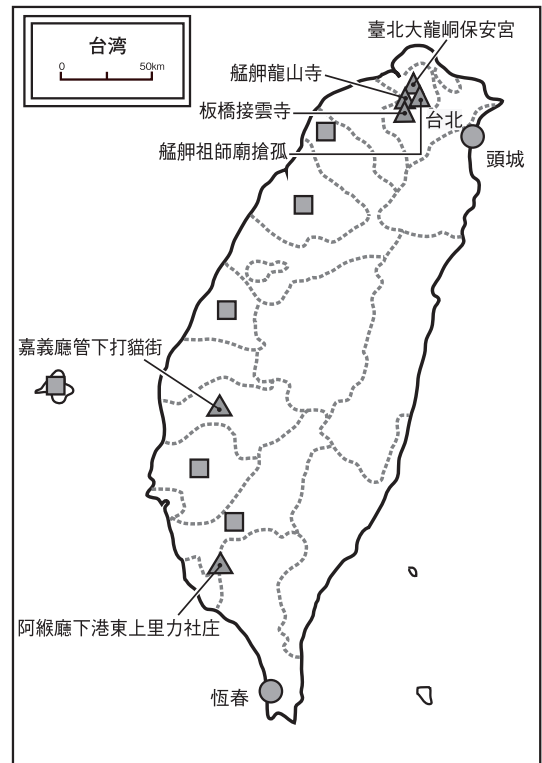 臺北大龍峒保安宮
台湾
0 50km
艋舺龍山寺
板橋接雲寺
台北
艋舺祖師廟搶孤
頭城
嘉義廳管下打貓街
阿緱廳下港東上里力社庄
恆春